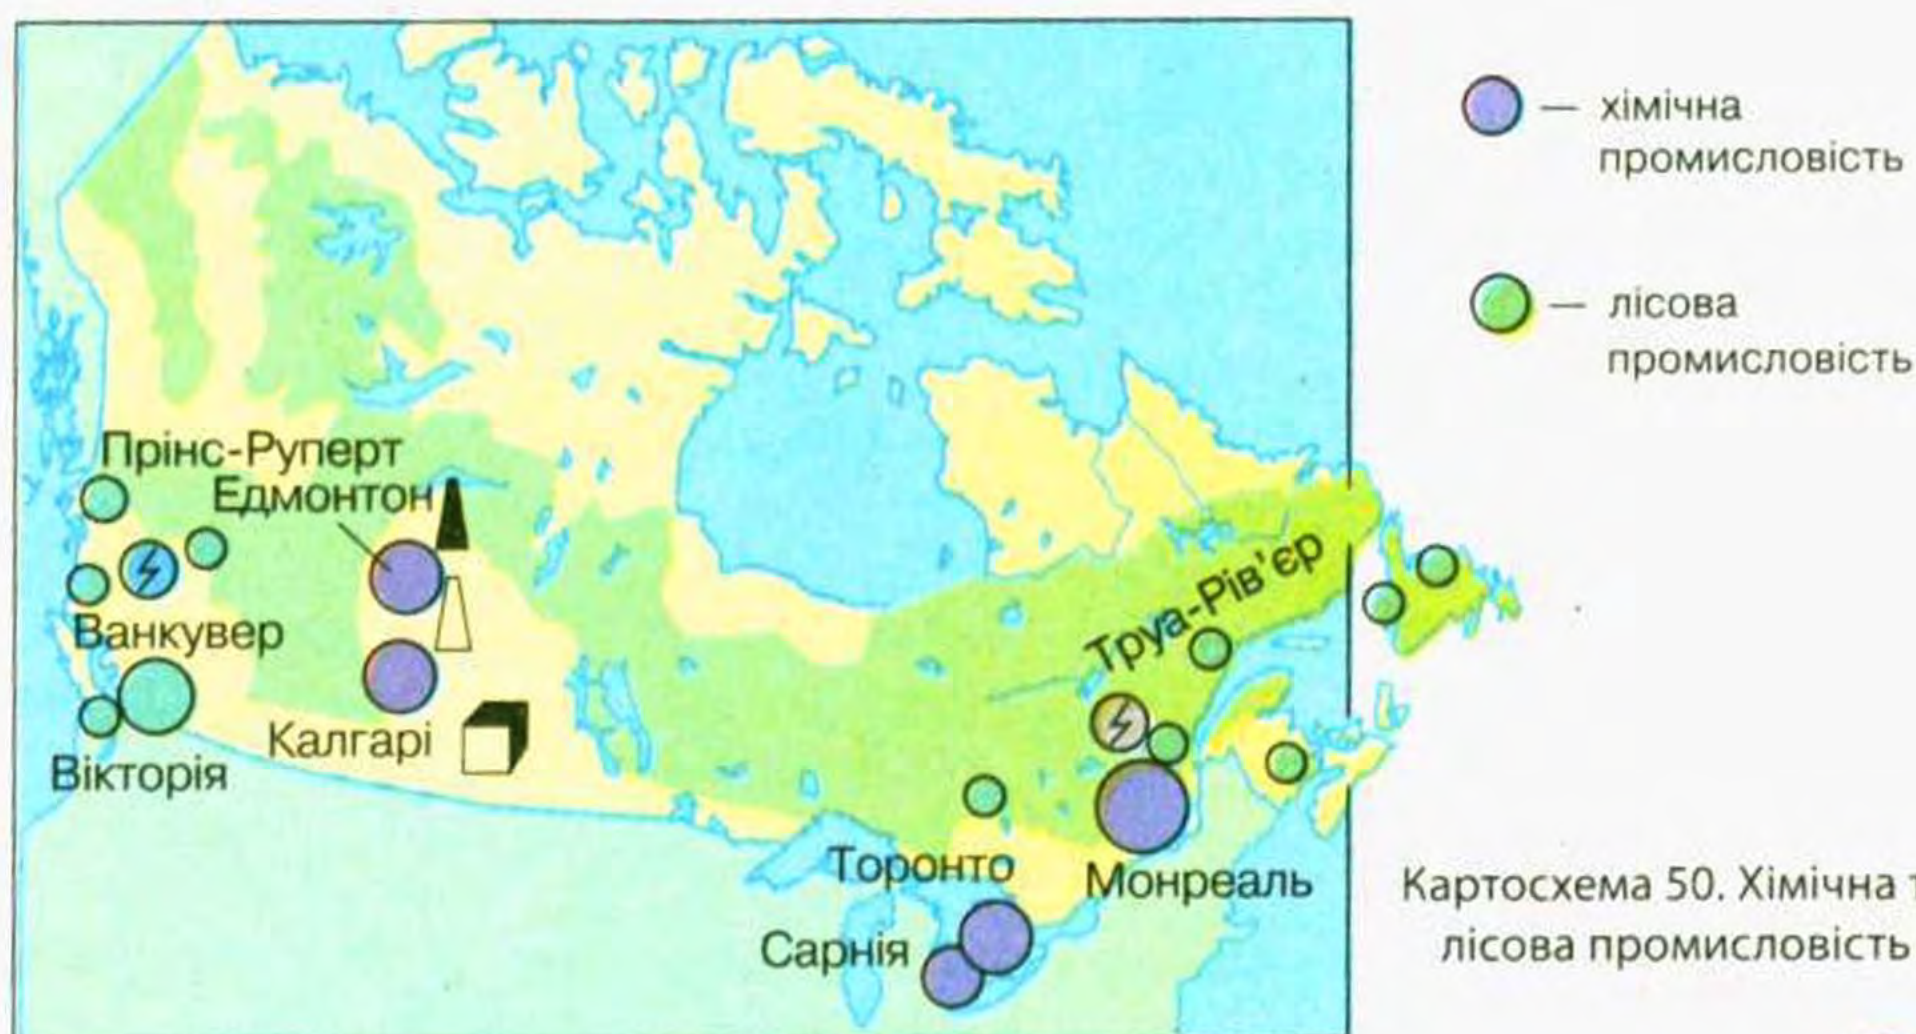 — хімічна
промисловість
— лісова
промисловість
Прінс-Руперт
Едмонтон
Ванкувер
Вікторія
Калгарі
Труа-Рів'єр
Торонто
Монреаль
Сарнія
Картосхема 50. Хімічна
лісова промисловість